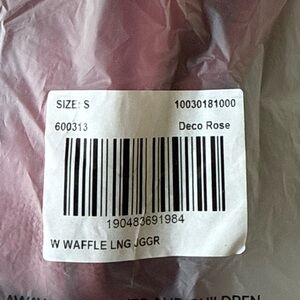 SIZE: S 10030181000
600313 Deco Rose
190483691984
W WAFFLE LNG JGGR